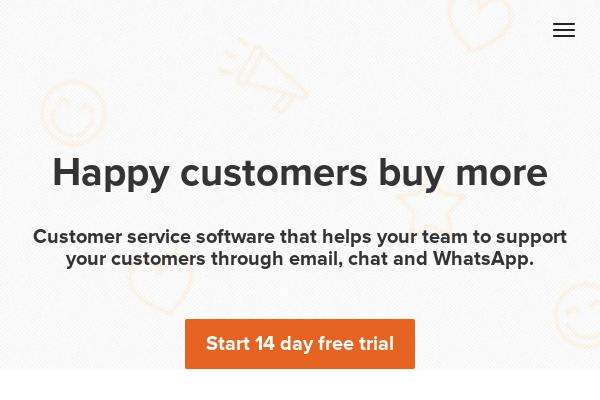 Happy customers buy more
Customer service software that helps your team to support
your customers through email, chat and WhatsApp.
Start 14 day free trial